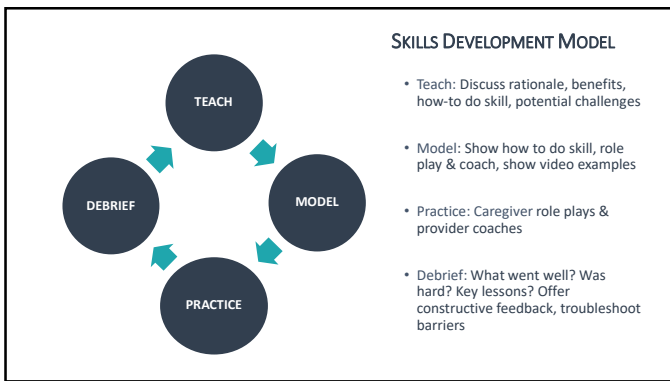 SKILLS DEVELOPMENT MODEL
TEACH
MODEL
PRACTICE
DEBRIEF
• Teach: Discuss rationale, benefits,
how-to do skill, potential challenges
• Model: Show how to do skill, role
play & coach, show video examples
• Practice: Caregiver role plays &
provider coaches
• Debrief: What went well? Was
hard? Key lessons? Offer
constructive feedback, troubleshoot
barriers